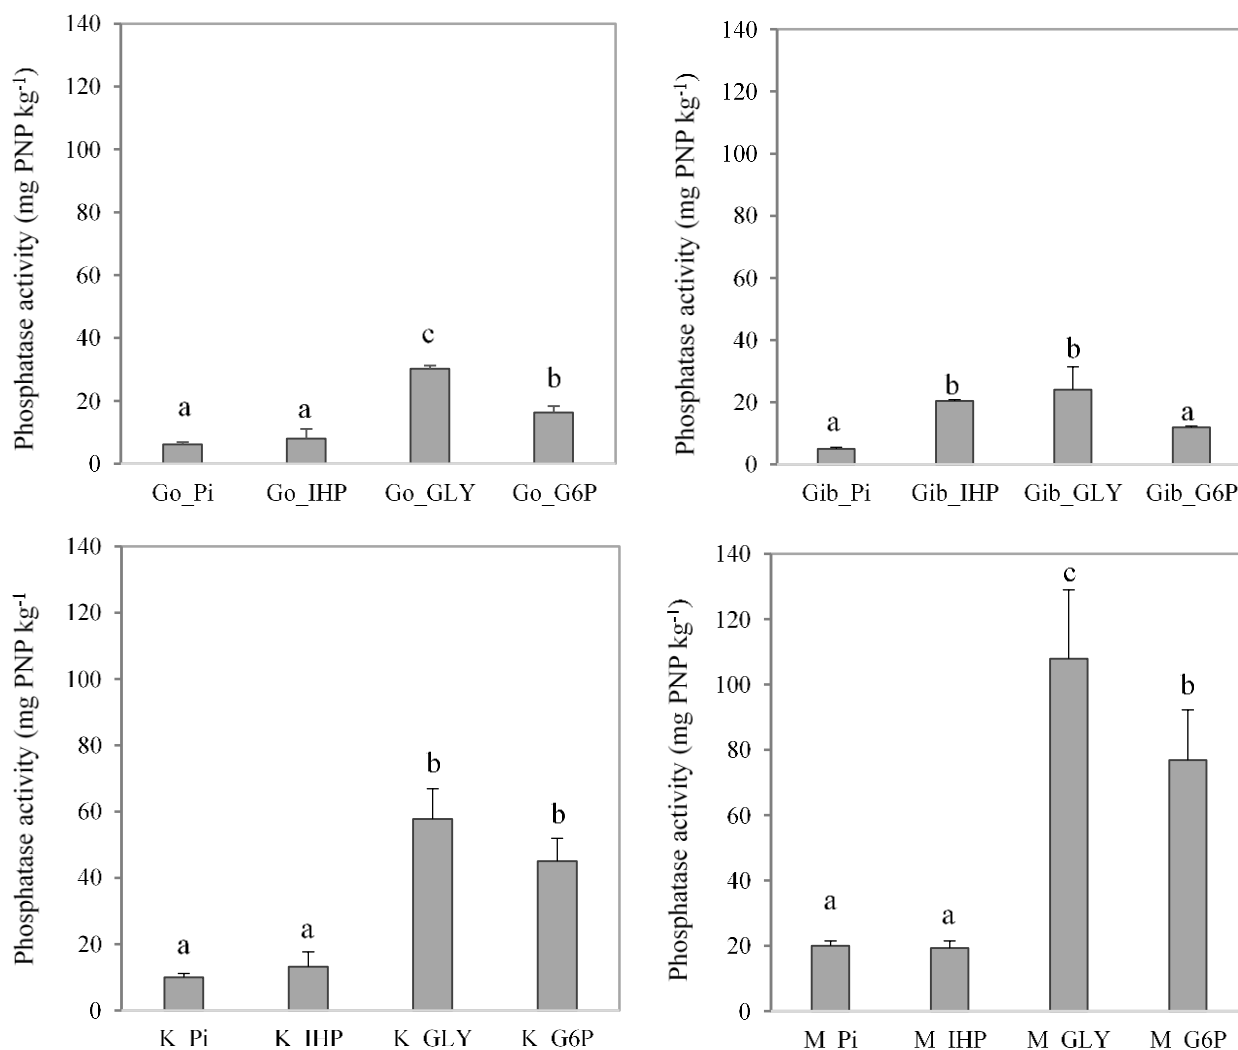 Phosphatase activity (mg PNP kg-1)
140
120
100
80
60
40
20
0
c
b
a
a
Go_Pi Go_IHP Go_GLY Go_G6P
Phosphatase activity (mg PNP kg-1)
140
120
100
80
60
40
20
0
b
b
a
a
Gib_Pi Gib_IHP Gib_GLY Gib_G6P
Phosphatase activity (mg PNP kg-1
140
120
100
80
60
40
20
0
b
b
a
a
K_Pi K_IHP K_GLY K_G6P
Phosphatase activity (mg PNP kg-1)
140
120
100
80
60
40
20
0
c
b
a
a
M_Pi M_IHP M_GLY M_G6P